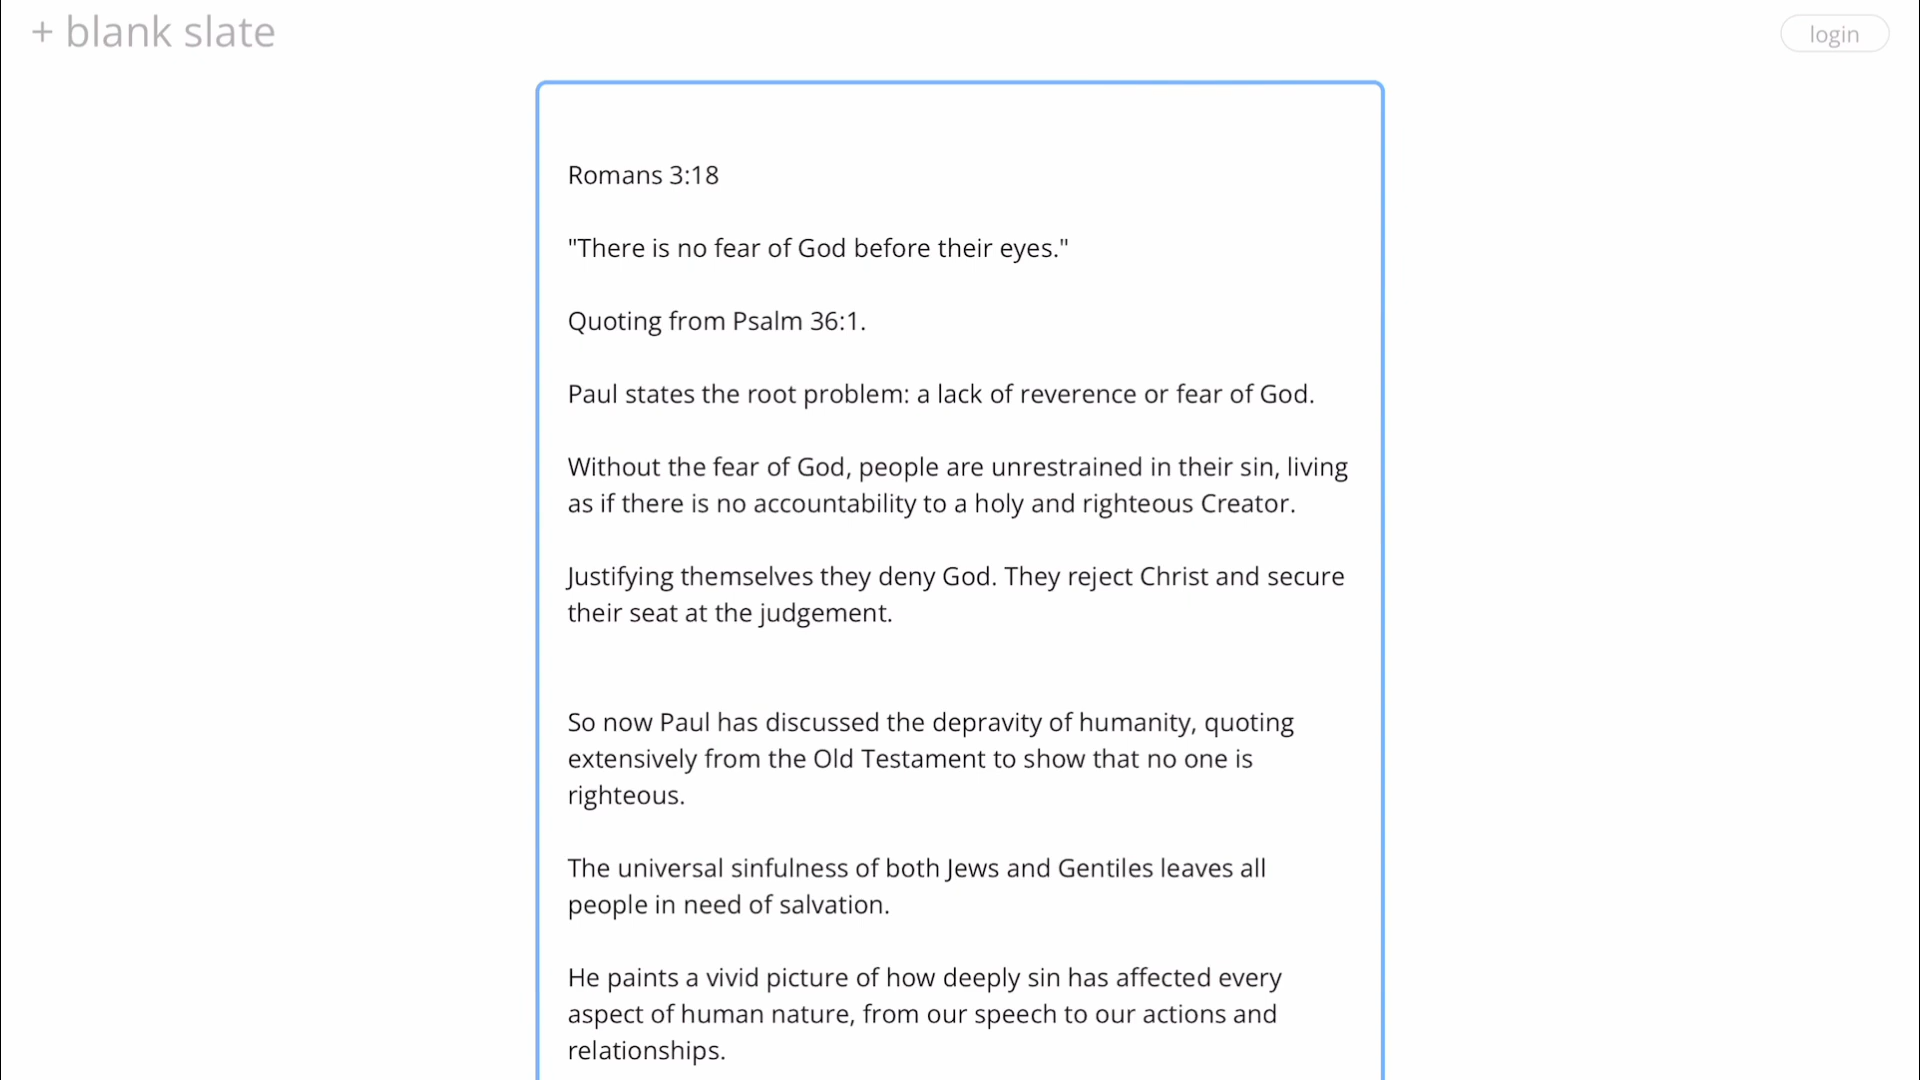 + blank slate
login
Romans 3:18
"There is no fear of God before their eyes."
Quoting from Psalm 36:1.
Paul states the root problem: a lack of reverence or fear of God.
Without the fear of God, people are unrestrained in their sin, living
as if there is no accountability to a holy and righteous Creator.
Justifying themselves they deny God. They reject Christ and secure
their seat at the judgement.
So now Paul has discussed the depravity of humanity, quoting
extensively from the Old Testament to show that no one is
righteous.
The universal sinfulness of both Jews and Gentiles leaves all
people in need of salvation.
He paints a vivid picture of how deeply sin has affected every
aspect of human nature, from our speech to our actions and
relationships.